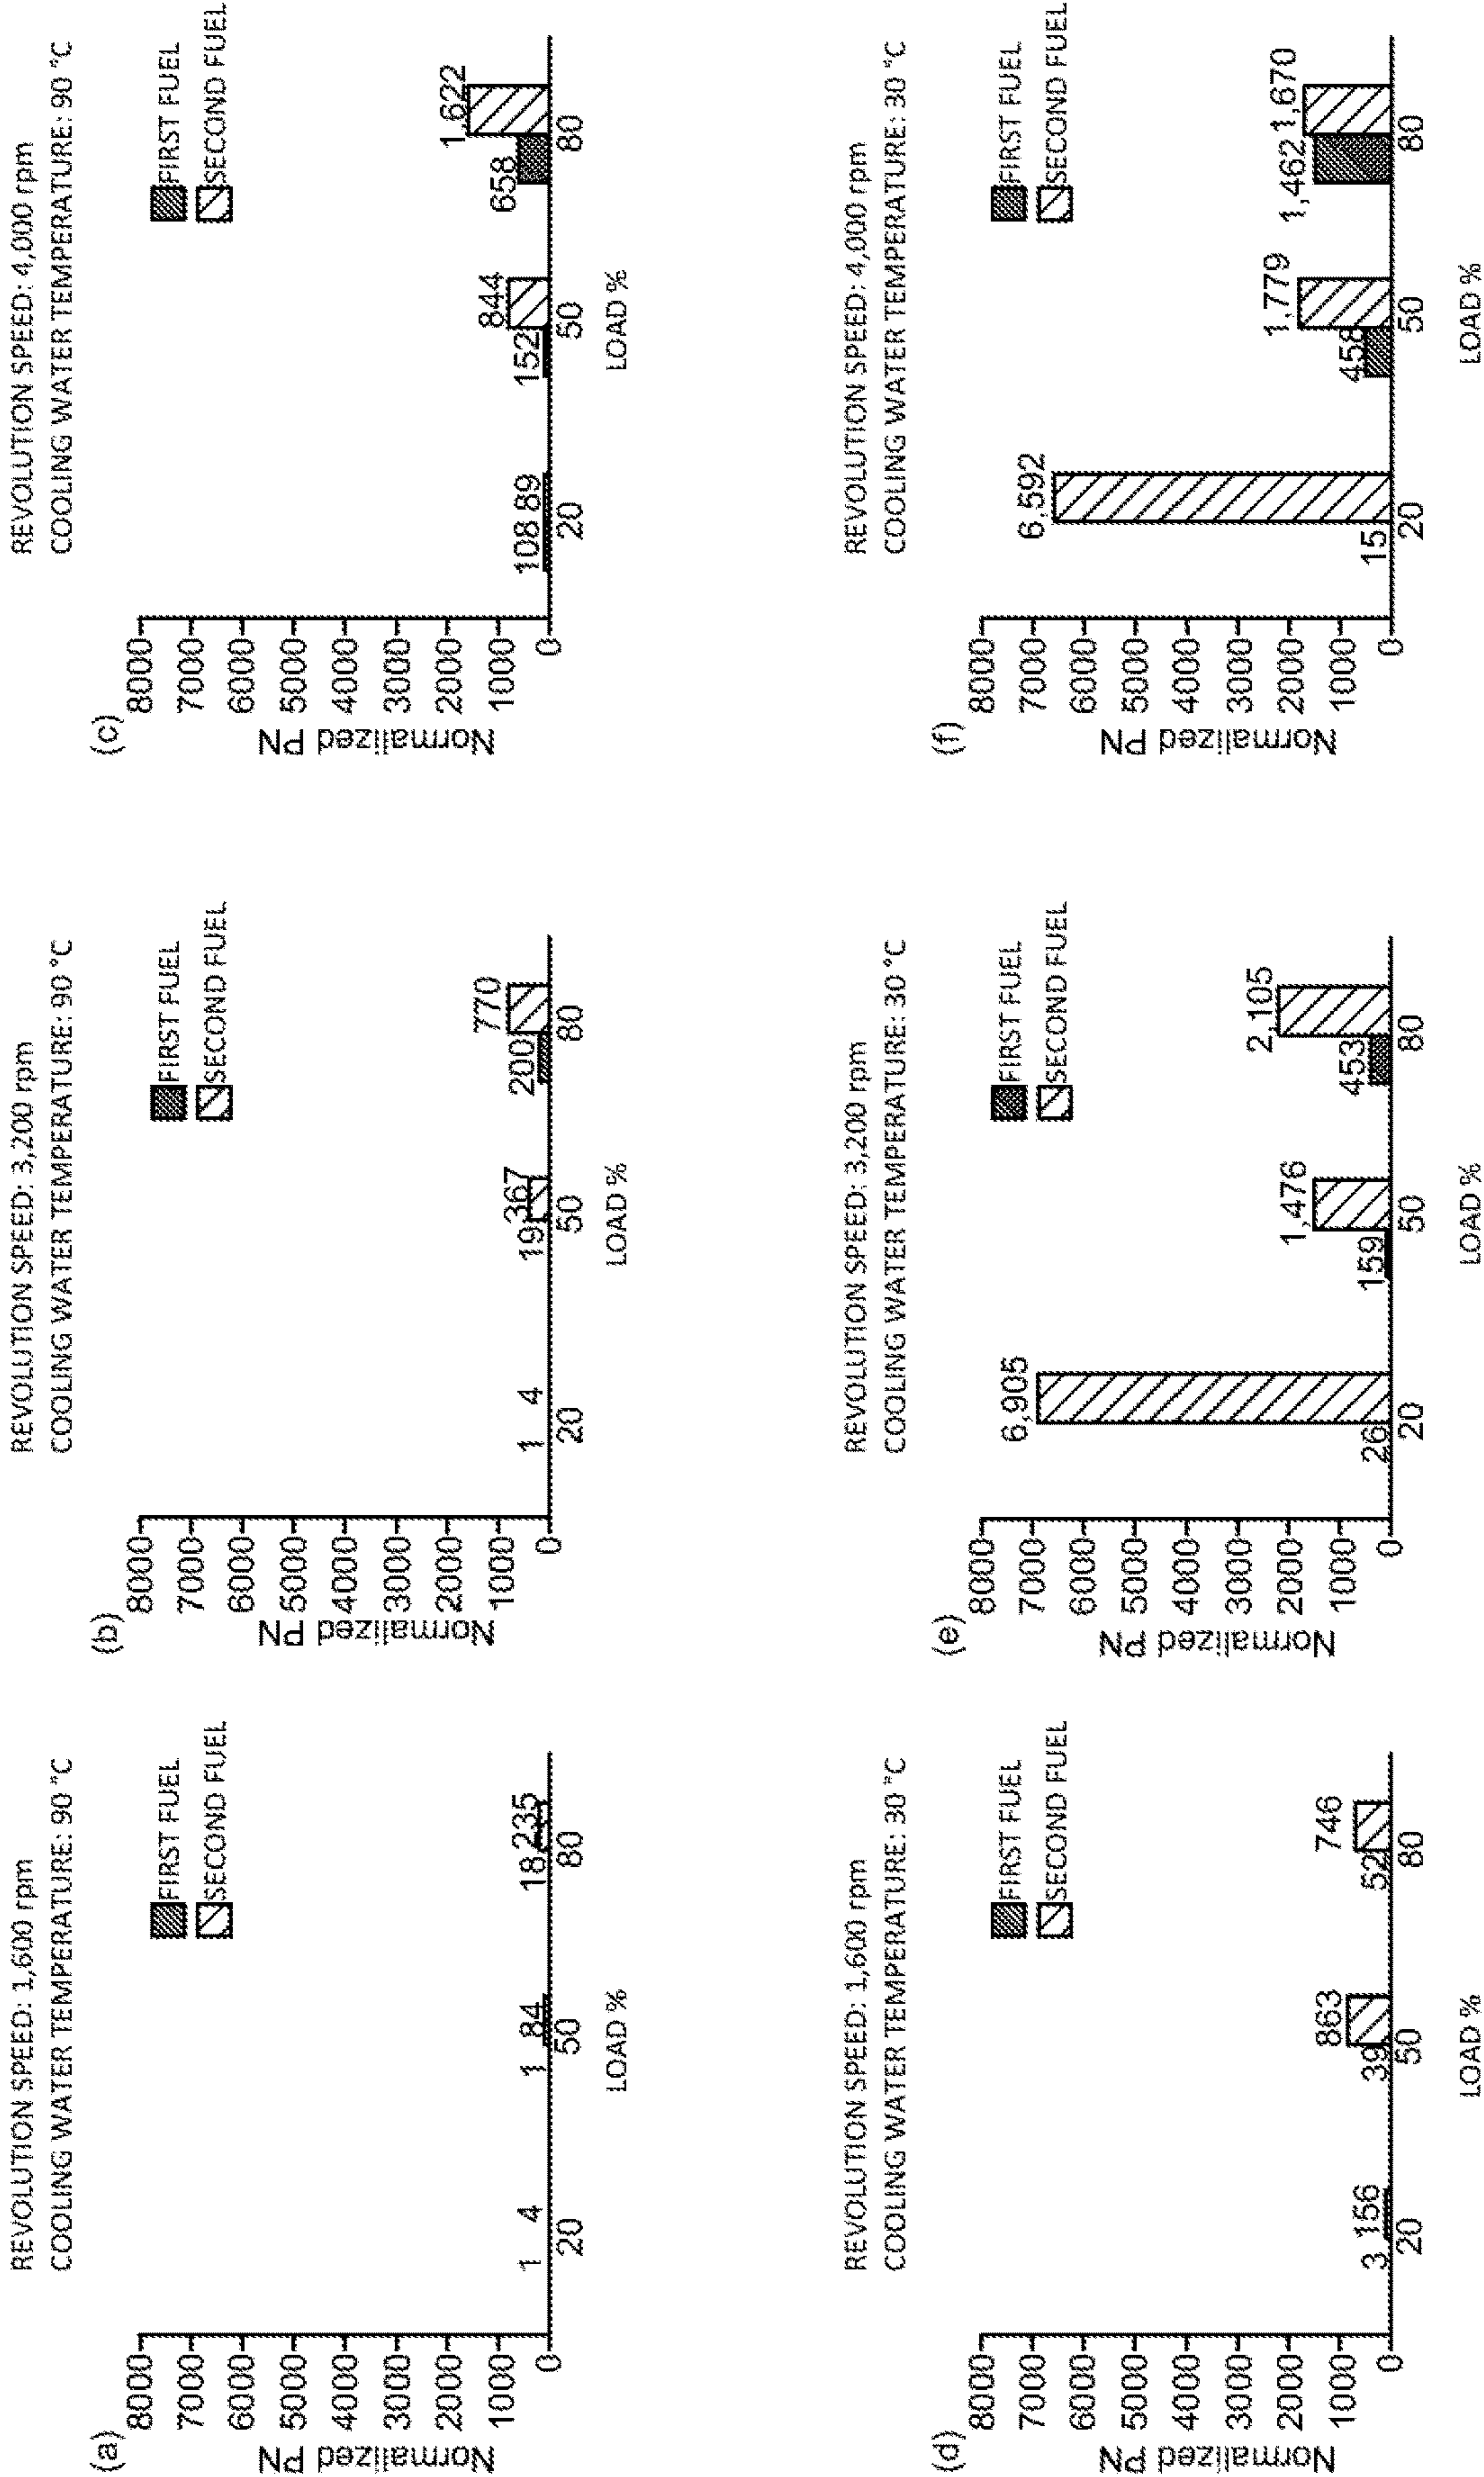 (a)
REVOLUTION SPEED: 1,600 rpm
COOLING WATER TEMPERATURE: 90 °C
FIRST FUEL
SECOND FUEL
Normalized PN
8000
7000
6000
5000
4000
3000
2000
1000
0
1 4
1 84
18 235
20 50 80
LOAD %
(b)
REVOLUTION SPEED: 3,200 rpm
COOLING WATER TEMPERATURE: 90 °C
FIRST FUEL
SECOND FUEL
Normalized PN
8000
7000
6000
5000
4000
3000
2000
1000
0
1 4
19 367
200 770
20 50 80
LOAD %
(c)
REVOLUTION SPEED: 4,000 rpm
COOLING WATER TEMPERATURE: 90 °C
FIRST FUEL
SECOND FUEL
Normalized PN
8000
7000
6000
5000
4000
3000
2000
1000
0
108 89
152 844
658 1,622
20 50 80
LOAD %
(d)
REVOLUTION SPEED: 1,600 rpm
COOLING WATER TEMPERATURE: 30 °C
FIRST FUEL
SECOND FUEL
Normalized PN
8000
7000
6000
5000
4000
3000
2000
1000
0
3 156
39 863
52 746
20 50 80
LOAD %
(e)
REVOLUTION SPEED: 3,200 rpm
COOLING WATER TEMPERATURE: 30 °C
FIRST FUEL
SECOND FUEL
Normalized PN
8000
7000
6000
5000
4000
3000
2000
1000
0
26 6,905
159 1,476
453 2,105
20 50 80
LOAD %
(f)
REVOLUTION SPEED: 4,000 rpm
COOLING WATER TEMPERATURE: 30 °C
FIRST FUEL
SECOND FUEL
Normalized PN
8000
7000
6000
5000
4000
3000
2000
1000
0
15 6,592
458 1,779
1,462 1,670
20 50 80
LOAD %